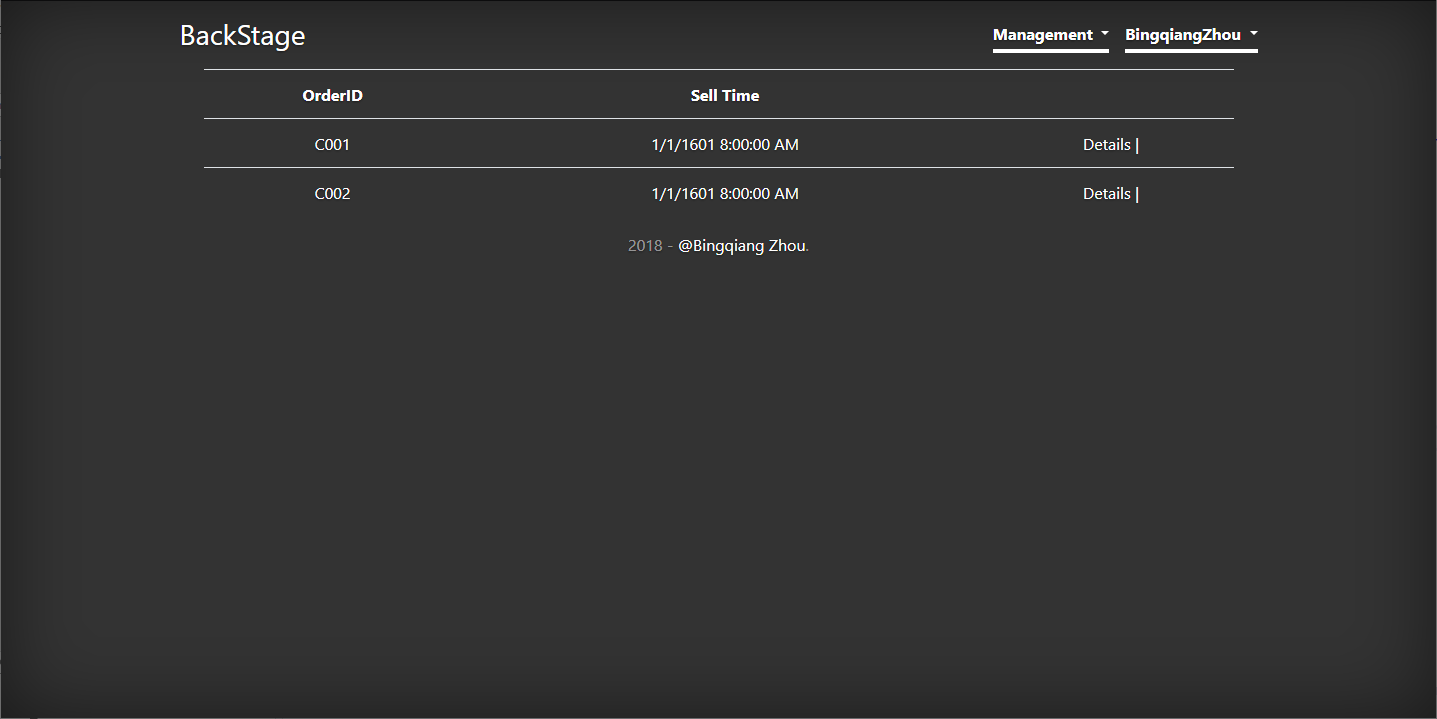 BackStage Management BingqiangZhou
OrderID Sell Time
C001 1/1/1601 8:00:00 AM Details |
C002 1/1/1601 8:00:00 AM Details |
2018 - @Bingqiang Zhou.